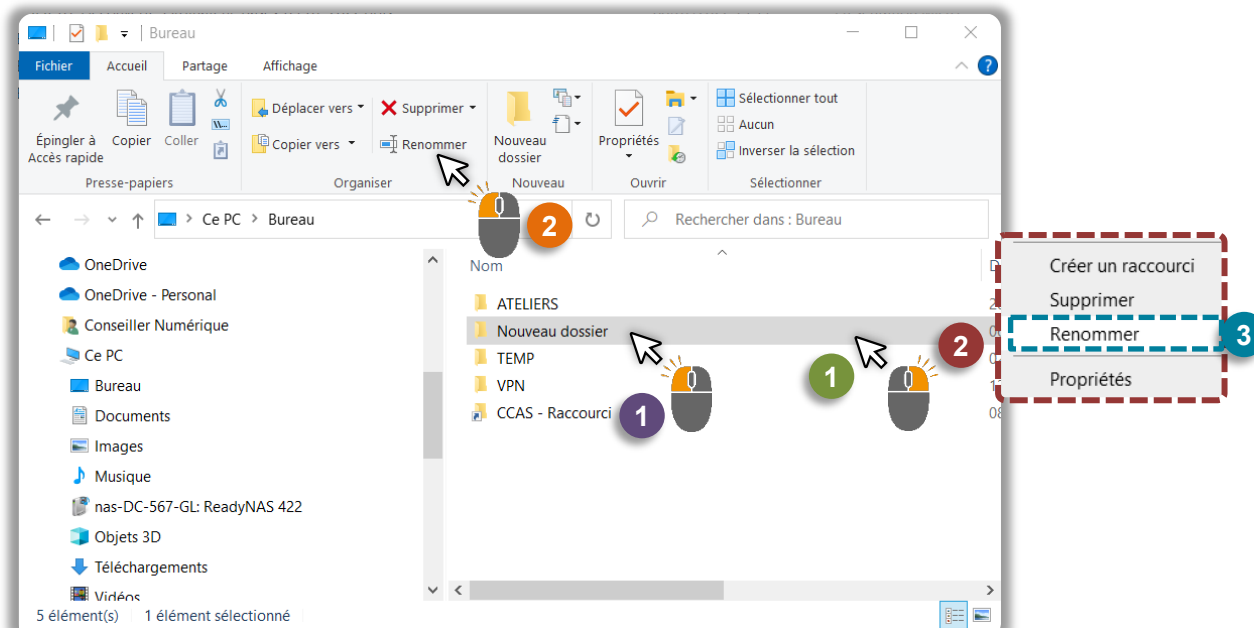 Bureau
Fichier Accueil Partage Affichage
Épingler à
Accès rapide
Copier
Coller
Déplacer vers
Copier vers
Supprimer
Renommer
Nouveau
dossier
Propriétés
Sélectionner tout
Aucun
Inverser la sélection
Presse-papiers Organiser Nouveau Ouvrir Sélectionner
2
Ce PC > Bureau
Rechercher dans : Bureau
OneDrive
OneDrive - Personal
Conseiller Numérique
Ce PC
Bureau
Documents
Images
Musique
nas-DC-567-GL: ReadyNAS 422
Objets 3D
Téléchargements
Vidéos
Nom
ATELIERS
Nouveau dossier
TEMP
VPN
CCAS - Raccourci
1
1
2
Créer un raccourci
Supprimer
Renommer
3
Propriétés
5 élément(s) 1 élément sélectionné